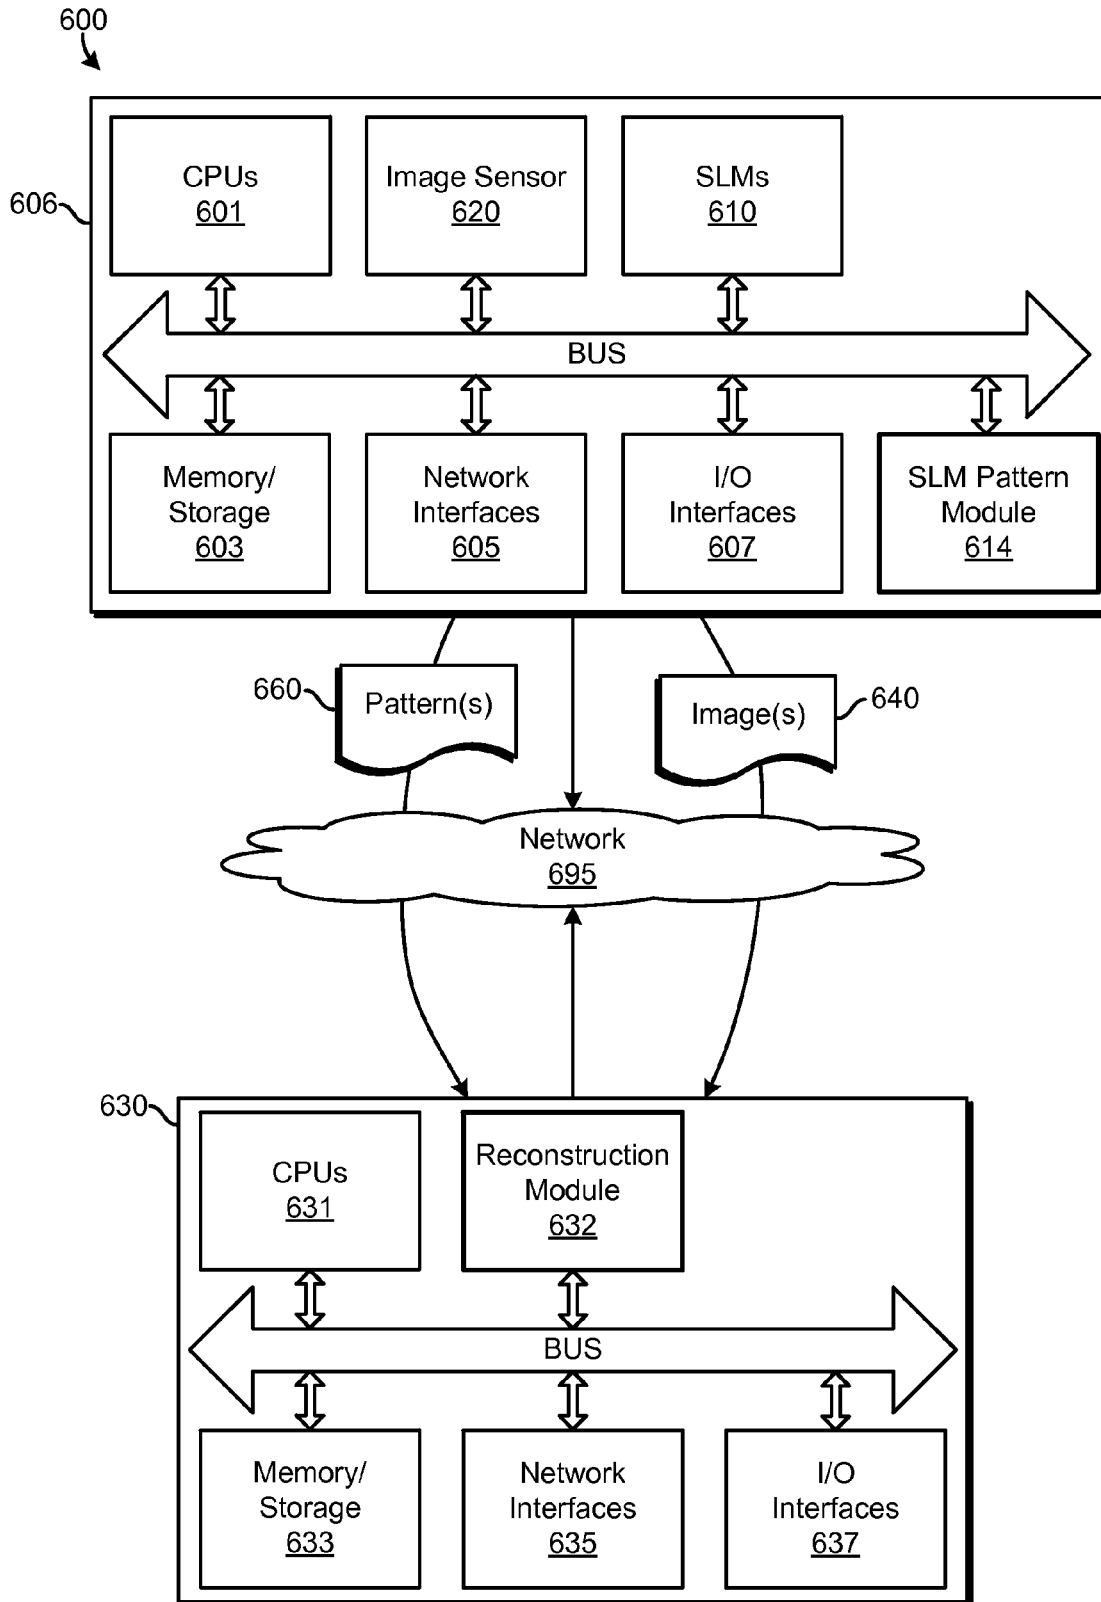 600
606
CPUs
601
Image Sensor
620
SLMs
610
BUS
Memory/
Storage
603
Network
Interfaces
605
I/O
Interfaces
607
SLM Pattern
Module
614
660
Pattern(s)
Image(s)
640
Network
695
630
CPUs
631
Reconstruction
Module
632
BUS
Memory/
Storage
633
Network
Interfaces
635
I/O
Interfaces
637